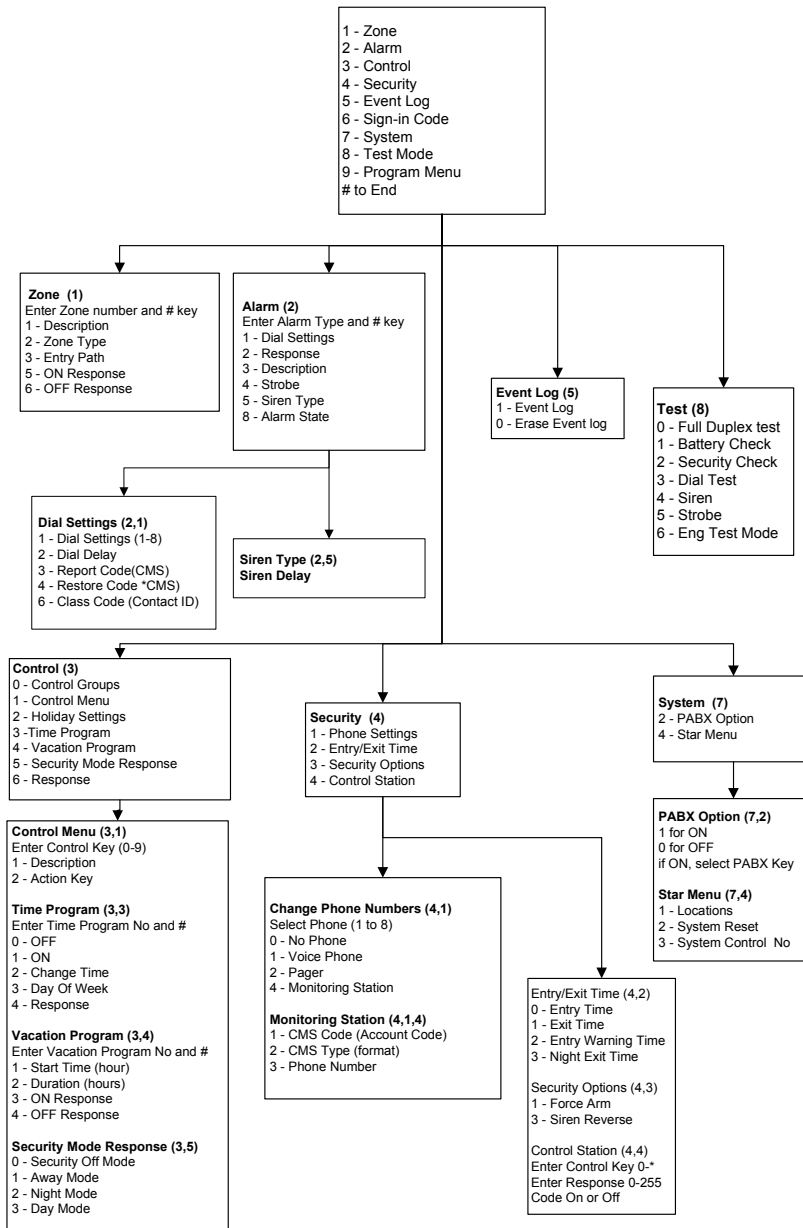 1 - Zone
2 - Alarm
3 - Control
4 - Security
5 - Event Log
6 - Sign-in Code
7 - System
8 - Test Mode
9 - Program Menu
# to End
Zone (1)
Enter Zone number and # key
1 - Description
2 - Zone Type
3 - Entry Path
5 - ON Response
6 - OFF Response
Alarm (2)
Enter Alarm Type and # key
1 - Dial Settings
2 - Response
3 - Description
4 - Strobe
5 - Siren Type
8 - Alarm State
Event Log (5)
1 - Event Log
0 - Erase Event log
Test (8)
0 - Full Duplex test
1 - Battery Check
2 - Security Check
3 - Dial Test
4 - Siren
5 - Strobe
6 - Eng Test Mode
Dial Settings (2,1)
1 - Dial Settings (1-8)
2 - Dial Delay
3 - Report Code(CMS)
4 - Restore Code *CMS)
6 - Class Code (Contact ID)
Siren Type (2,5)
Siren Delay
Control (3)
0 - Control Groups
1 - Control Menu
2 - Holiday Settings
3 -Time Program
4 - Vacation Program
5 - Security Mode Response
6 - Response
Security (4)
1 - Phone Settings
2 - Entry/Exit Time
3 - Security Options
4 - Control Station
System (7)
2 - PABX Option
4 - Star Menu
Control Menu (3,1)
Enter Control Key (0-9)
1 - Description
2 - Action Key
Time Program (3,3)
Enter Time Program No and #
0 - OFF
1 - ON
2 - Change Time
3 - Day Of Week
4 - Response
Vacation Program (3,4)
Enter Vacation Program No and #
1 - Start Time (hour)
2 - Duration (hours)
3 - ON Response
4 - OFF Response
Security Mode Response (3,5)
0 - Security Off Mode
1 - Away Mode
2 - Night Mode
3 - Day Mode
Change Phone Numbers (4,1)
Select Phone (1 to 8)
0 - No Phone
1 - Voice Phone
2 - Pager
4 - Monitoring Station
Monitoring Station (4,1,4)
1 - CMS Code (Account Code)
2 - CMS Type (format)
3 - Phone Number
Entry/Exit Time (4,2)
0 - Entry Time
1 - Exit Time
2 - Entry Warning Time
3 - Night Exit Time
Security Options (4,3)
1 - Force Arm
3 - Siren Reverse
Control Station (4,4)
Enter Control Key 0-*
Enter Response 0-255
Code On or Off
PABX Option (7,2)
1 for ON
0 for OFF
if ON, select PABX Key
Star Menu (7,4)
1 - Locations
2 - System Reset
3 - System Control  No